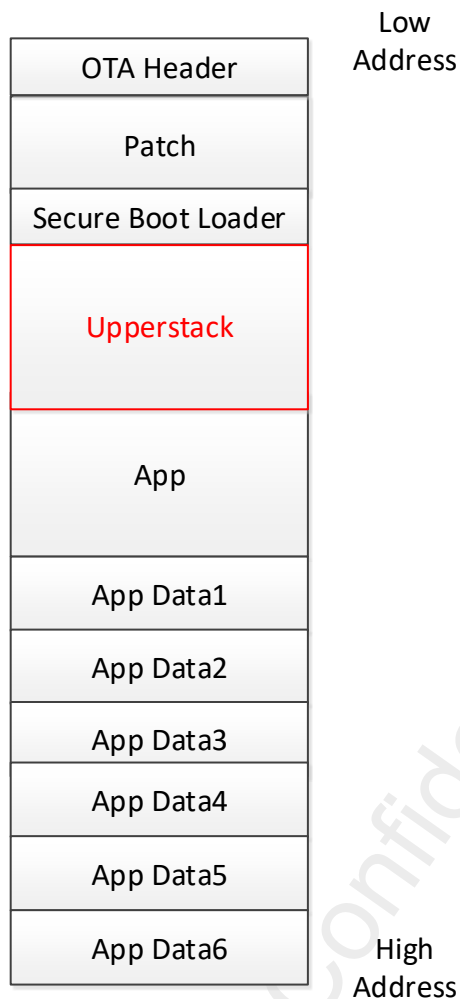 Low
Address
OTA Header
Patch
Secure Boot Loader
Upperstack
App
App Data1
App Data2
App Data3
App Data4
App Data5
App Data6
High
Address